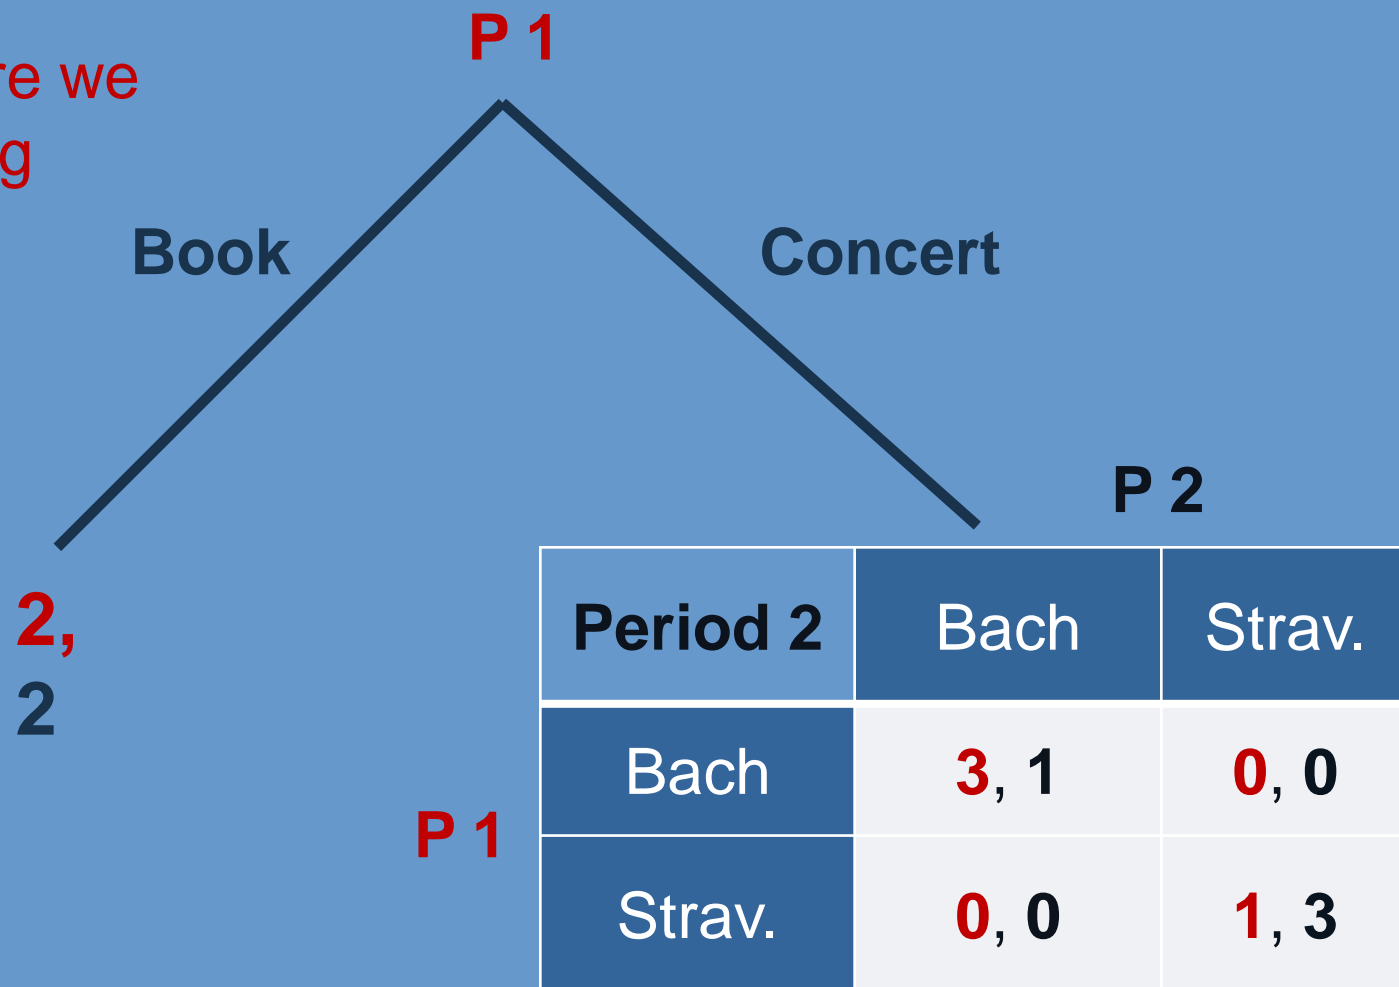 P 1
we
Book
Concert
P 2
2,
2
Period 2 Bach Strav.
Bach 3, 1 0, 0
P 1
Strav. 0, 0 1, 3